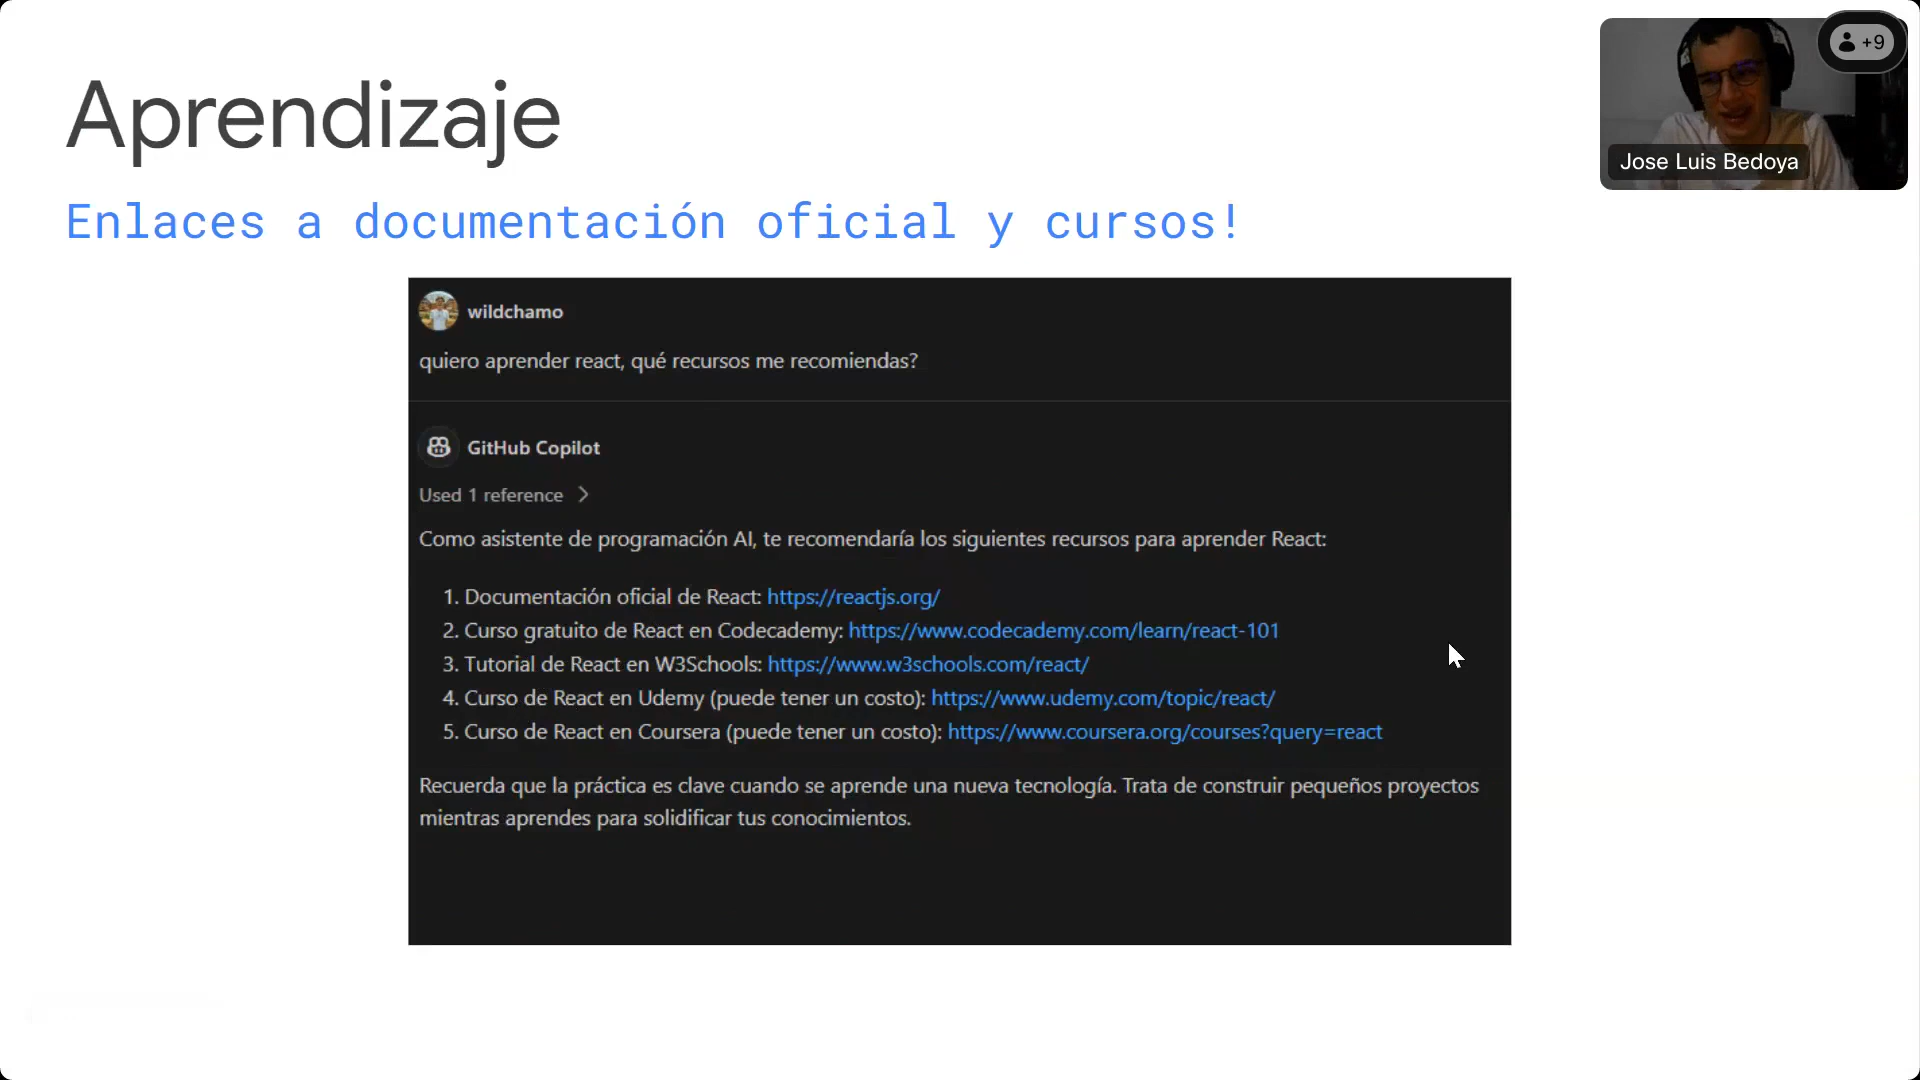 Aprendizaje
+9
Jose Luis Bedoya
Enlaces a documentación oficial y cursos!
wildchamo
quiero aprender react, qué recursos me recomiendas?
GitHub Copilot
Used 1 reference
Como asistente de programación AI, te recomendaría los siguientes recursos para aprender React:
1. Documentación oficial de React: https://reactjs.org/
2. Curso gratuito de React en Codecademy: https://www.codecademy.com/learn/react-101
3. Tutorial de React en W3Schools: https://www.w3schools.com/react/
4. Curso de React en Udemy (puede tener un costo): https://www.udemy.com/topic/react/
5. Curso de React en Coursera (puede tener un costo): https://www.coursera.org/courses?query=react
Recuerda que la práctica es clave cuando se aprende una nueva tecnología. Trata de construir pequeños proyectos
mientras aprendes para solidificar tus conocimientos.